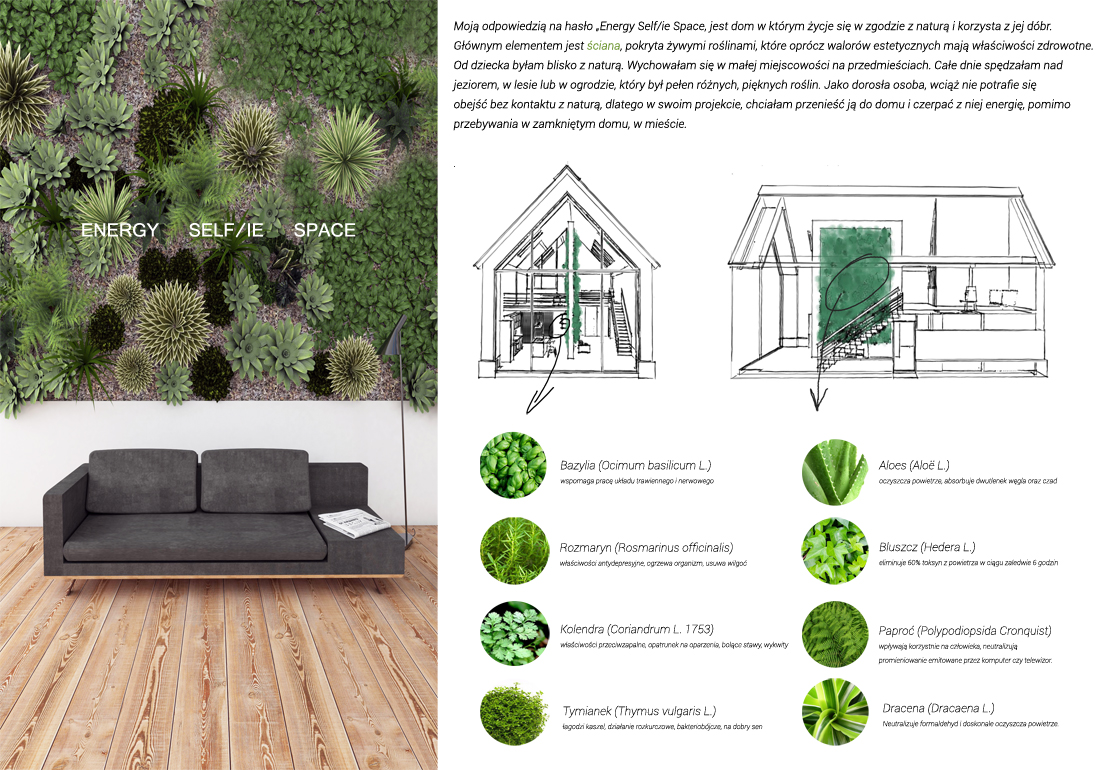 Moją odpowiedzią na hasło „Energy Self/ie Space, jest dom w którym życje się w zgodzie z naturą i korzysta z jej dóbr.
Głównym elementem jest ściana, pokryta żywymi roślinami, które oprócz walorów estetycznych mają właściwości zdrowotne.
Od dziecka byłam blisko z naturą. Wychowałam się w małej miejscowości na przedmieściach. Całe dnie spędzałam nad
jeziorem, w lesie lub w ogrodzie, który był pełen różnych, pięknych roślin. Jako dorosła osoba, wciąż nie potrafie się
obejść bez kontaktu z naturą, dlatego w swoim projekcie, chciałam przenieść ją do domu i czerpać z niej energię, pomimo
przebywania w zamkniętym domu, w mieście.
ENERGY SELF/IE SPACE
Bazylia (Ocimum basilicum L.)
wspomaga pracę układu trawiennego i nerwowego
Rozmaryn (Rosmarinus officinalis)
właściwości antydepresyjne, ogrzewa organizm, usuwa wilgoć
Kolendra (Coriandrum L. 1753)
właściwości przeciwzapalne, opatrunek na oparzenia, bolące stawy, wykwity
Tymianek (Thymus vulgaris L.)
łagodzi kaszel, działanie rozkurczowe, bakteriobójcze, na dobry sen
Aloes (Aloë L.)
oczyszcza powietrze, absorbuje dwutlenek węgla oraz czad
Bluszcz (Hedera L.)
eliminuje 60% toksyn z powietrza w ciągu zaledwie 6 godzin
Paproć (Polypodiopsida Cronquist)
wpływają korzystnie na człowieka, neutralizują
promieniowanie emitowane przez komputer czy telewizor.
Dracena (Dracaena L.)
Neutralizuje formaldehyd i doskonale oczyszcza powietrze.